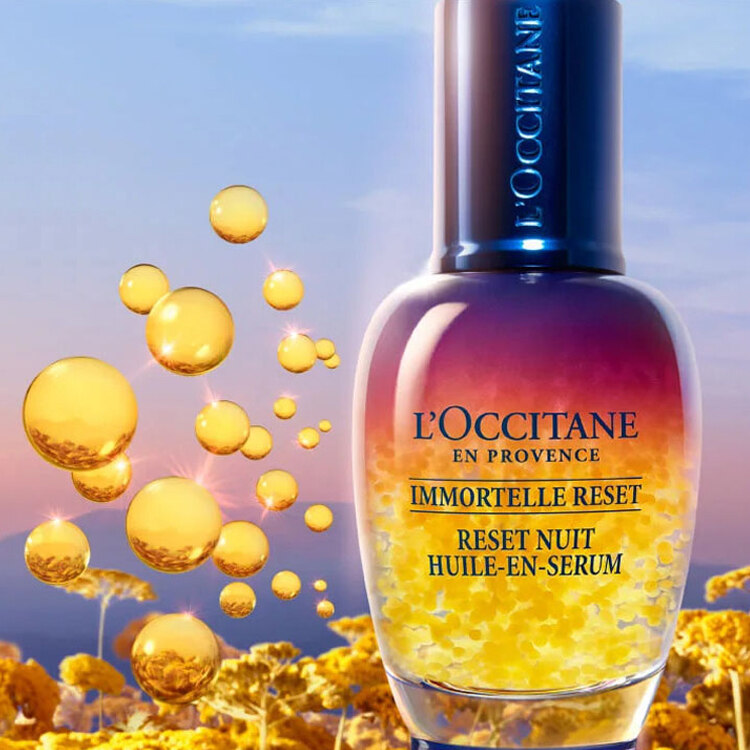 L'OCCITANE
L'OCCITANE
EN PROVENCE
IMMORTELLE RESET
RESET NUIT
HUILE-EN-SERUM